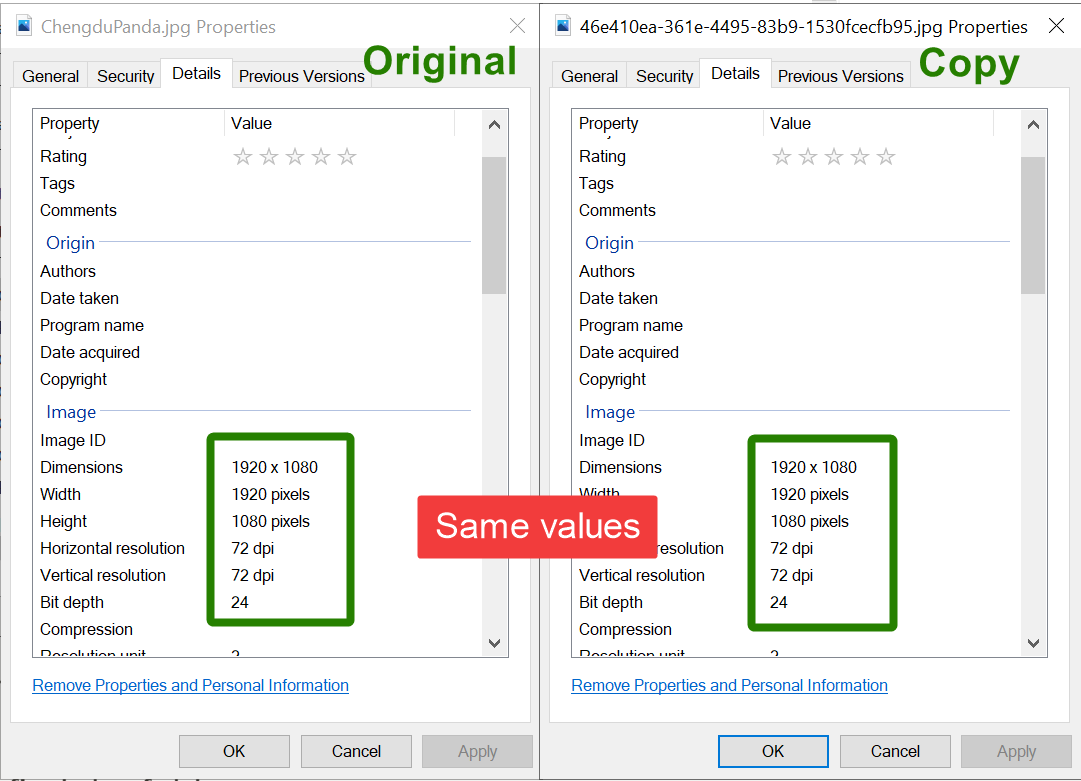 ChengduPanda.jpg Properties
Original
General Security Details Previous Versions
Property Value
Rating
Tags
Comments
Origin
Authors
Date taken
Program name
Date acquired
Copyright
Image
Image ID
Dimensions 1920 x 1080
Width 1920 pixels
Height 1080 pixels
Horizontal resolution 72 dpi
Vertical resolution 72 dpi
Bit depth 24
Compression
Resolution unit 2
Remove Properties and Personal Information
OK Cancel Apply
Same values
46e410ea-361e-4495-83b9-1530fcecfb95.jpg Properties
Copy
General Security Details Previous Versions
Property Value
Rating
Tags
Comments
Origin
Authors
Date taken
Program name
Date acquired
Copyright
Image
Image ID
Dimensions 1920 x 1080
Width 1920 pixels
1080 pixels
resolution 72 dpi
Vertical resolution 72 dpi
Bit depth 24
Compression
Resolution unit 2
Remove Properties and Personal Information
OK Cancel Apply